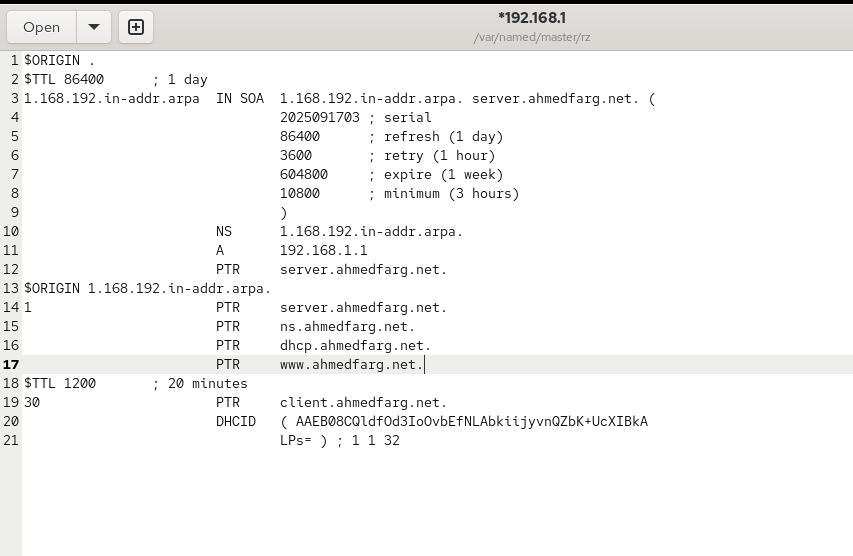 Open
*192.168.1
/var/named/master/rz
1 $ORIGIN .
2 $TTL 86400      ; 1 day
3 1.168.192.in-addr.arpa  IN SOA  1.168.192.in-addr.arpa. server.ahmedfarg.net. (
4                                 2025091703 ; serial
5                                 86400      ; refresh (1 day)
6                                 3600       ; retry (1 hour)
7                                 604800     ; expire (1 week)
8                                 10800      ; minimum (3 hours)
9                                 )
10                         NS      1.168.192.in-addr.arpa.
11                         A       192.168.1.1
12                         PTR     server.ahmedfarg.net.
13 $ORIGIN 1.168.192.in-addr.arpa.
14 1                       PTR     server.ahmedfarg.net.
15                         PTR     ns.ahmedfarg.net.
16                         PTR     dhcp.ahmedfarg.net.
17                         PTR     www.ahmedfarg.net.
18 $TTL 1200       ; 20 minutes
19 30                      PTR     client.ahmedfarg.net.
20                         DHCID   ( AAEB08CQldfOd3IoOvbEfNLAbkiijyvnQZbK+UcXIBkA
21                                 LPs= ) ; 1 1 32